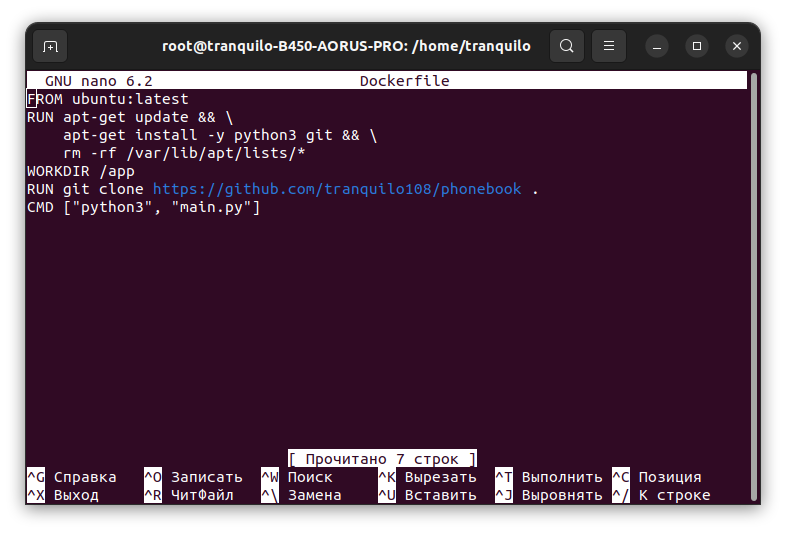 root@tranquilo-B450-AORUS-PRO: /home/tranquilo
GNU nano 6.2 Dockerfile
FROM ubuntu:latest
RUN apt-get update && \
    apt-get install -y python3 git && \
    rm -rf /var/lib/apt/lists/*
WORKDIR /app
RUN git clone https://github.com/tranquilo108/phonebook .
CMD ["python3", "main.py"]
[ Прочитано 7 строк ]
^G Справка ^O Записать ^W Поиск ^K Вырезать ^T Выполнить ^C Позиция
^X Выход ^R ЧитФайл ^\ Замена ^U Вставить ^J Выровнять ^/ К строке